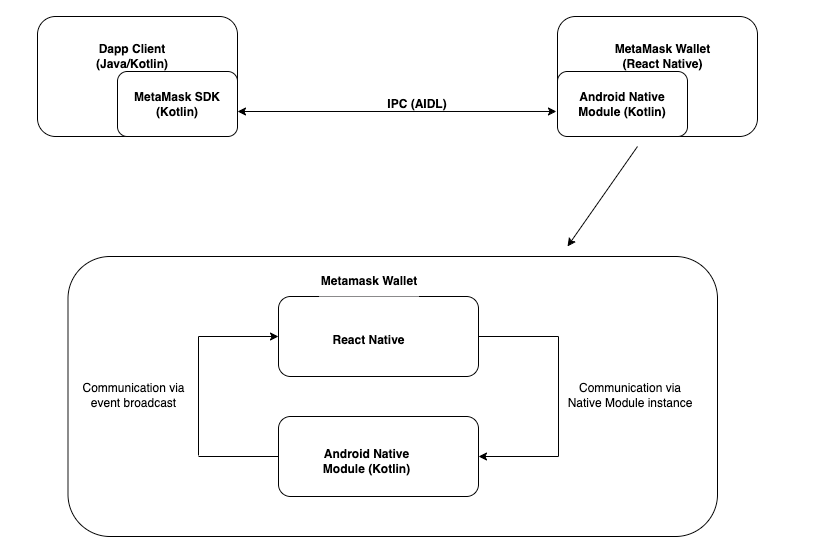 Dapp Client
(Java/Kotlin)
MetaMask SDK
(Kotlin)
IPC (AIDL)
MetaMask Wallet
(React Native)
Android Native
Module (Kotlin)
Metamask Wallet
React Native
Communication via
event broadcast
Communication via
Native Module instance
Android Native
Module (Kotlin)